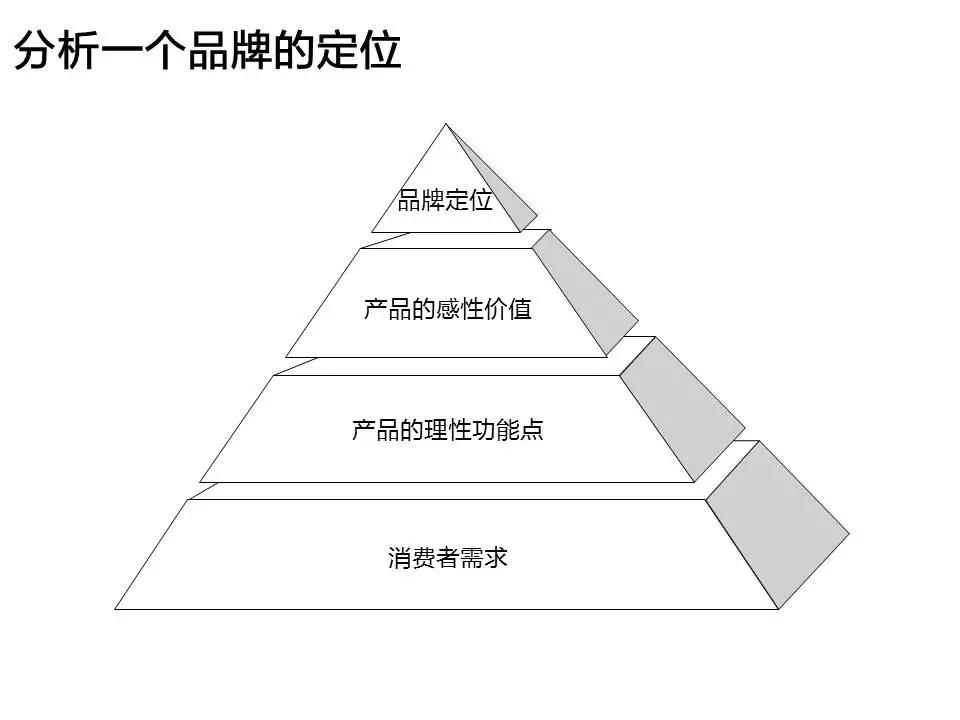 分析一个品牌的定位
品牌定位
产品的感性价值
产品的理性功能点
消费者需求